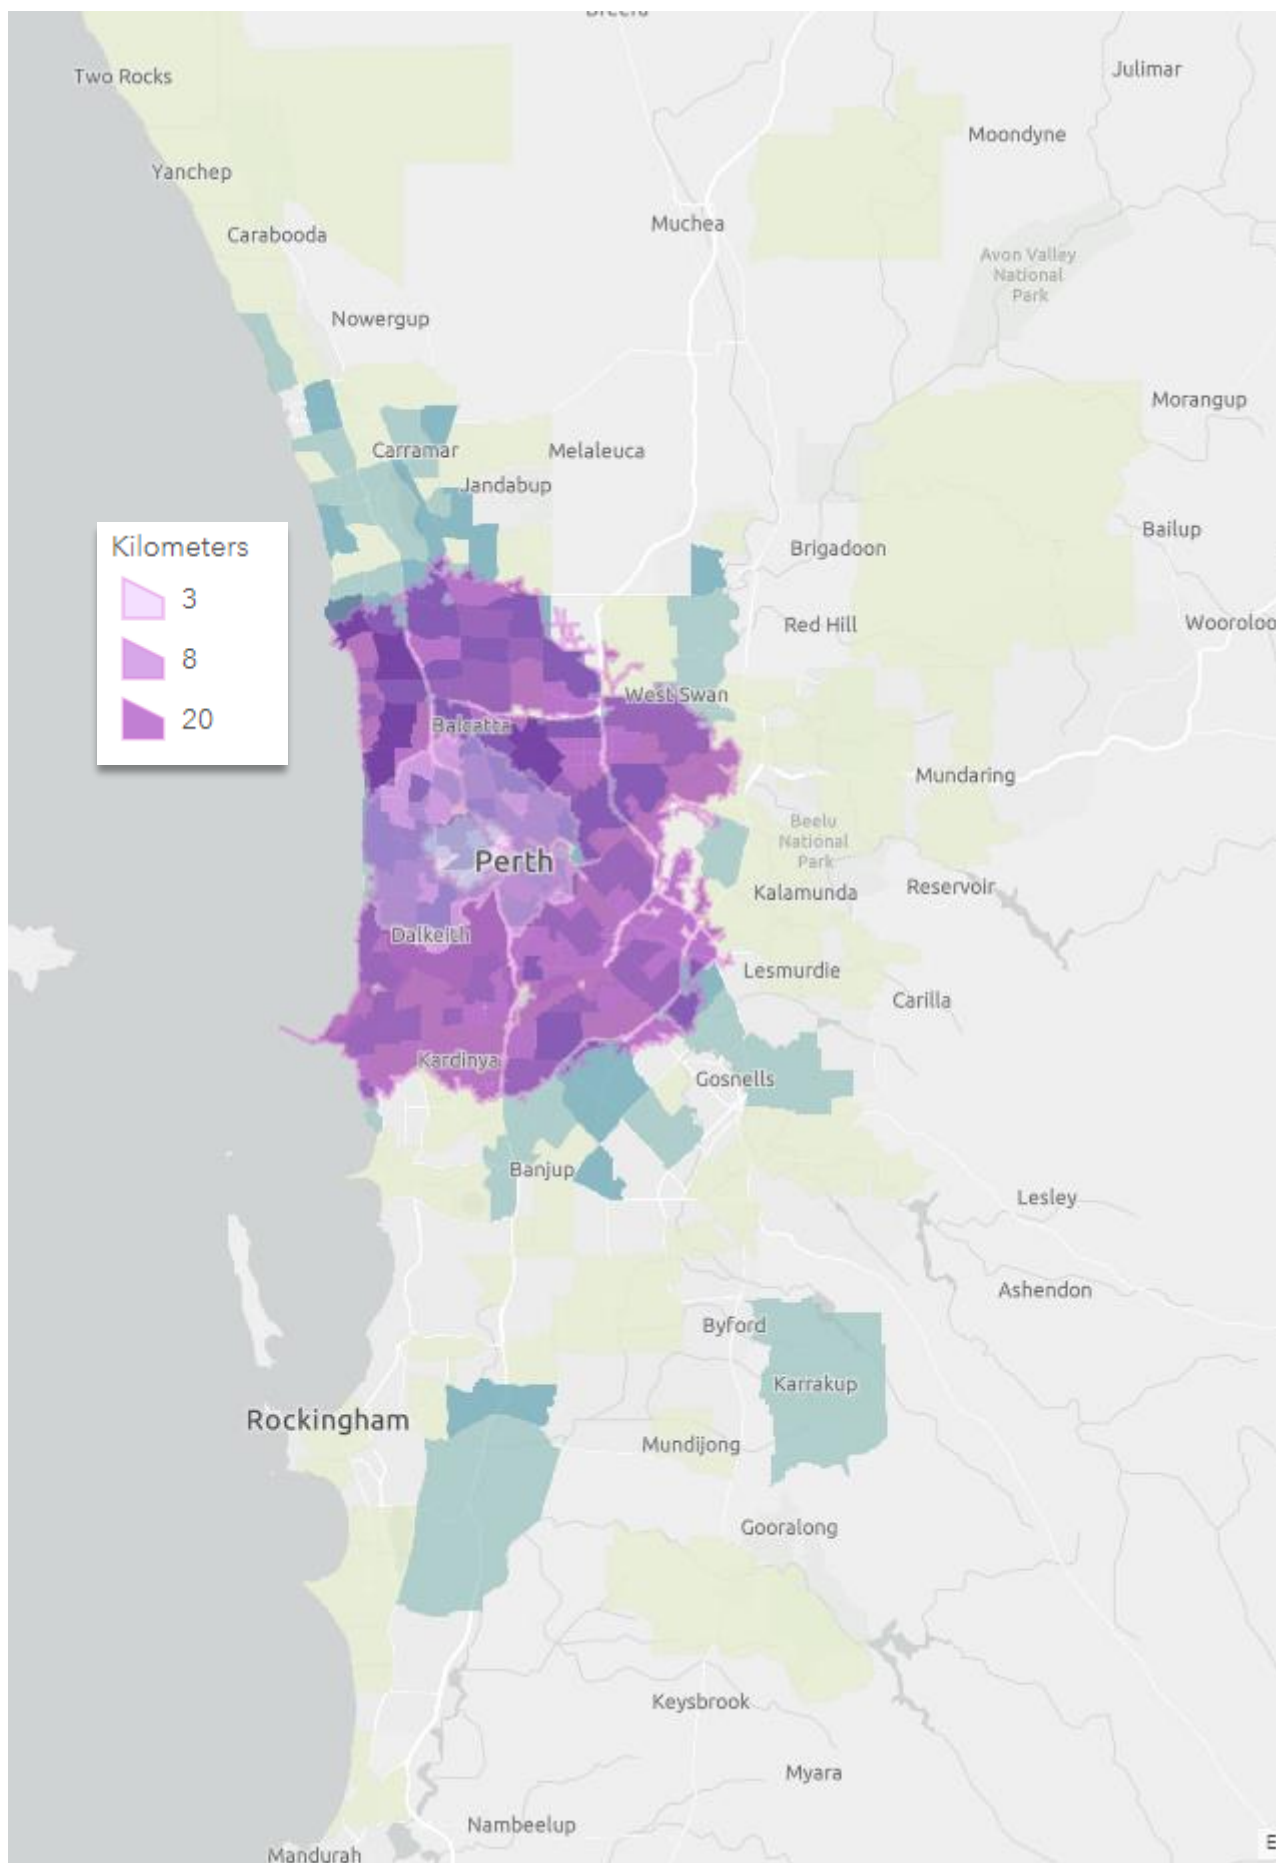 Two Rocks
Julimar
Moondyne
Yanchep
Muchea
Carabooda
Avon Valley
National
Park
Nowergup
Morangup
Carramar
Melaleuca
Jandabup
Bailup
Kilometers
3
8
20
Brigadoon
Red Hill
West Swan
Balcatta
Mundaring
Beelu
National
Park
Perth
Kalamunda
Reservoir
Dalkeith
Lesmurdie
Carilla
Kardinya
Gosnells
Banjup
Lesley
Ashendon
Byford
Karrakup
Rockingham
Mundijong
Gooralong
Keysbrook
Myara
Nambeelup
Mandurah
E